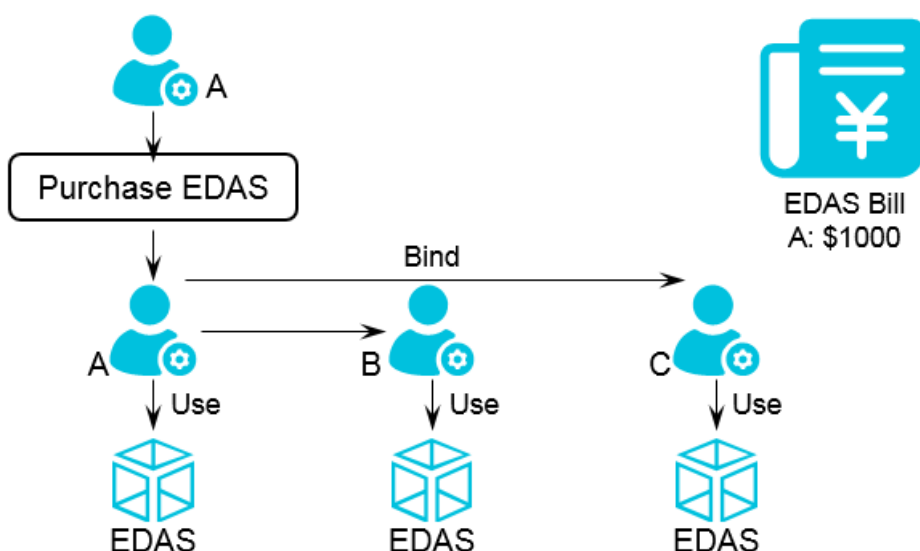 A
Purchase EDAS
¥
EDAS Bill
A: $1000
Bind
A
B
C
Use
Use
Use
EDAS
EDAS
EDAS